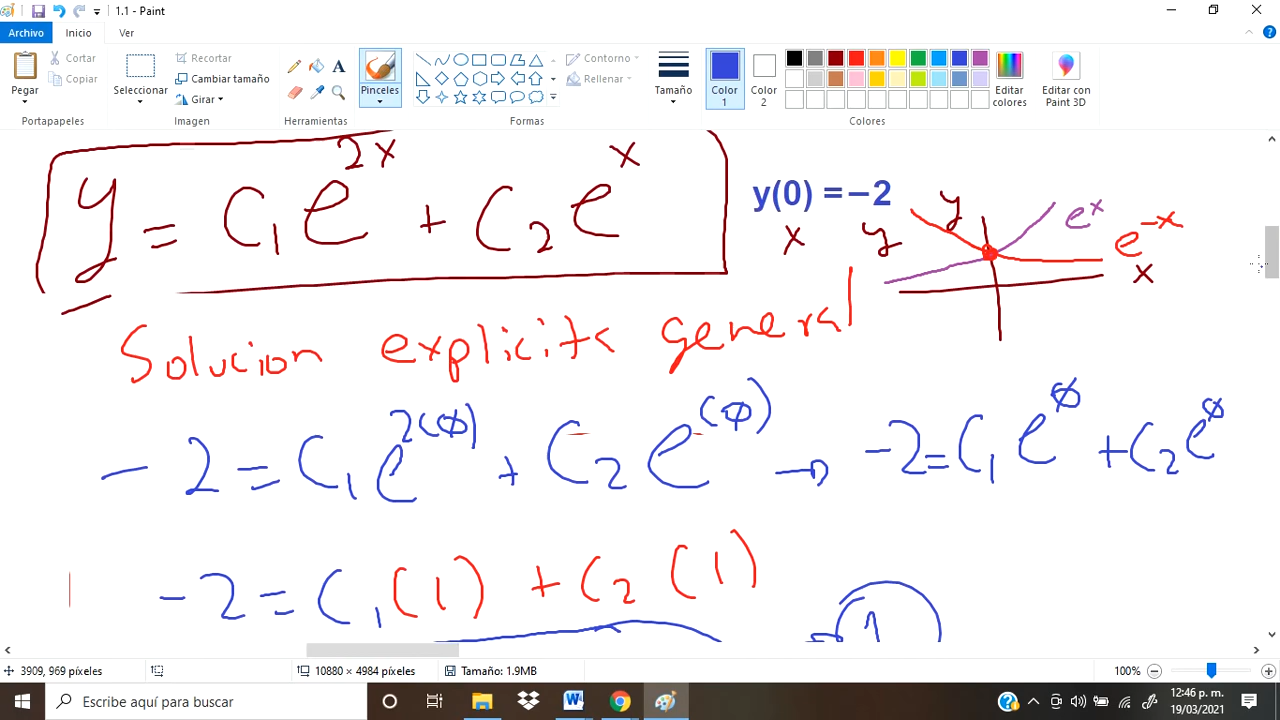 1.1 - Paint
Archivo Inicio Ver
Pegar Cortar Copiar Portapapeles
Seleccionar Recortar Cambiar tamaño Girar Imagen
A Herramientas
Pinceles
Contorno Rellenar Formas
Tamaño
Color 1 Color 2 Editar colores Colores
Editar con Paint 3D
y = c₁e^2x + c₂e^x
y(0) =−2
x y
y e^x e^-x x
Solucion explicita general
- 2 = C₁e^2(0) + C₂e^(0) → -2 = C₁e^0 + C₂e^0
- 2 = C₁(1) + C₂(1)
1
3909, 969 píxeles 10880 × 4984 píxeles Tamaño: 1.9MB 100%
Escribe aquí para buscar 12:46 p. m.
19/03/2021